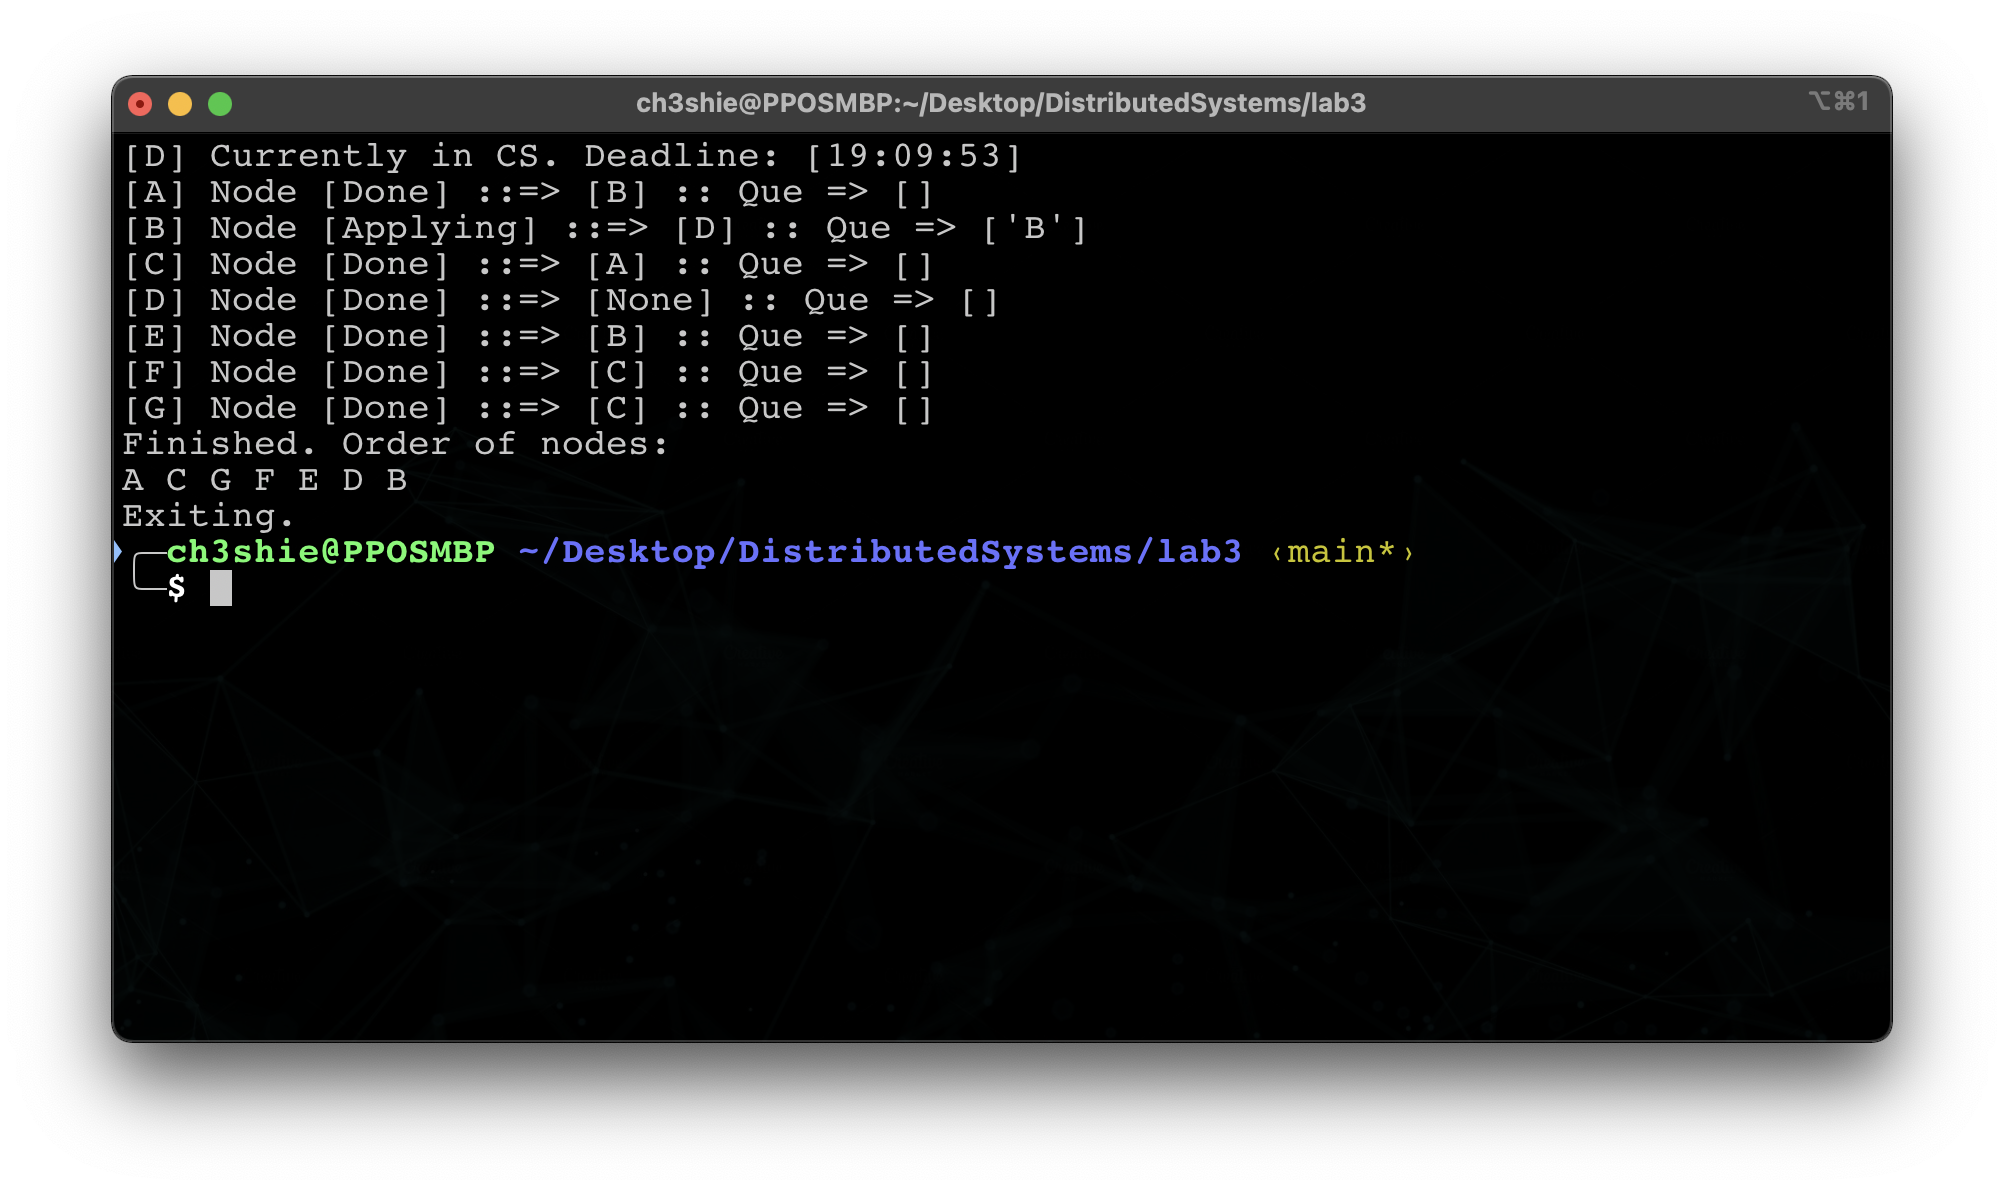 ch3shie@PPOSMBP:~/Desktop/DistributedSystems/lab3 ⌥⌘1
[D] Currently in CS. Deadline: [19:09:53]
[A] Node [Done] ::=> [B] :: Que => []
[B] Node [Applying] ::=> [D] :: Que => ['B']
[C] Node [Done] ::=> [A] :: Que => []
[D] Node [Done] ::=> [None] :: Que => []
[E] Node [Done] ::=> [B] :: Que => []
[F] Node [Done] ::=> [C] :: Que => []
[G] Node [Done] ::=> [C] :: Que => []
Finished. Order of nodes:
A C G F E D B
Exiting.
╭─ch3shie@PPOSMBP ~/Desktop/DistributedSystems/lab3 ‹main*›
╰─$